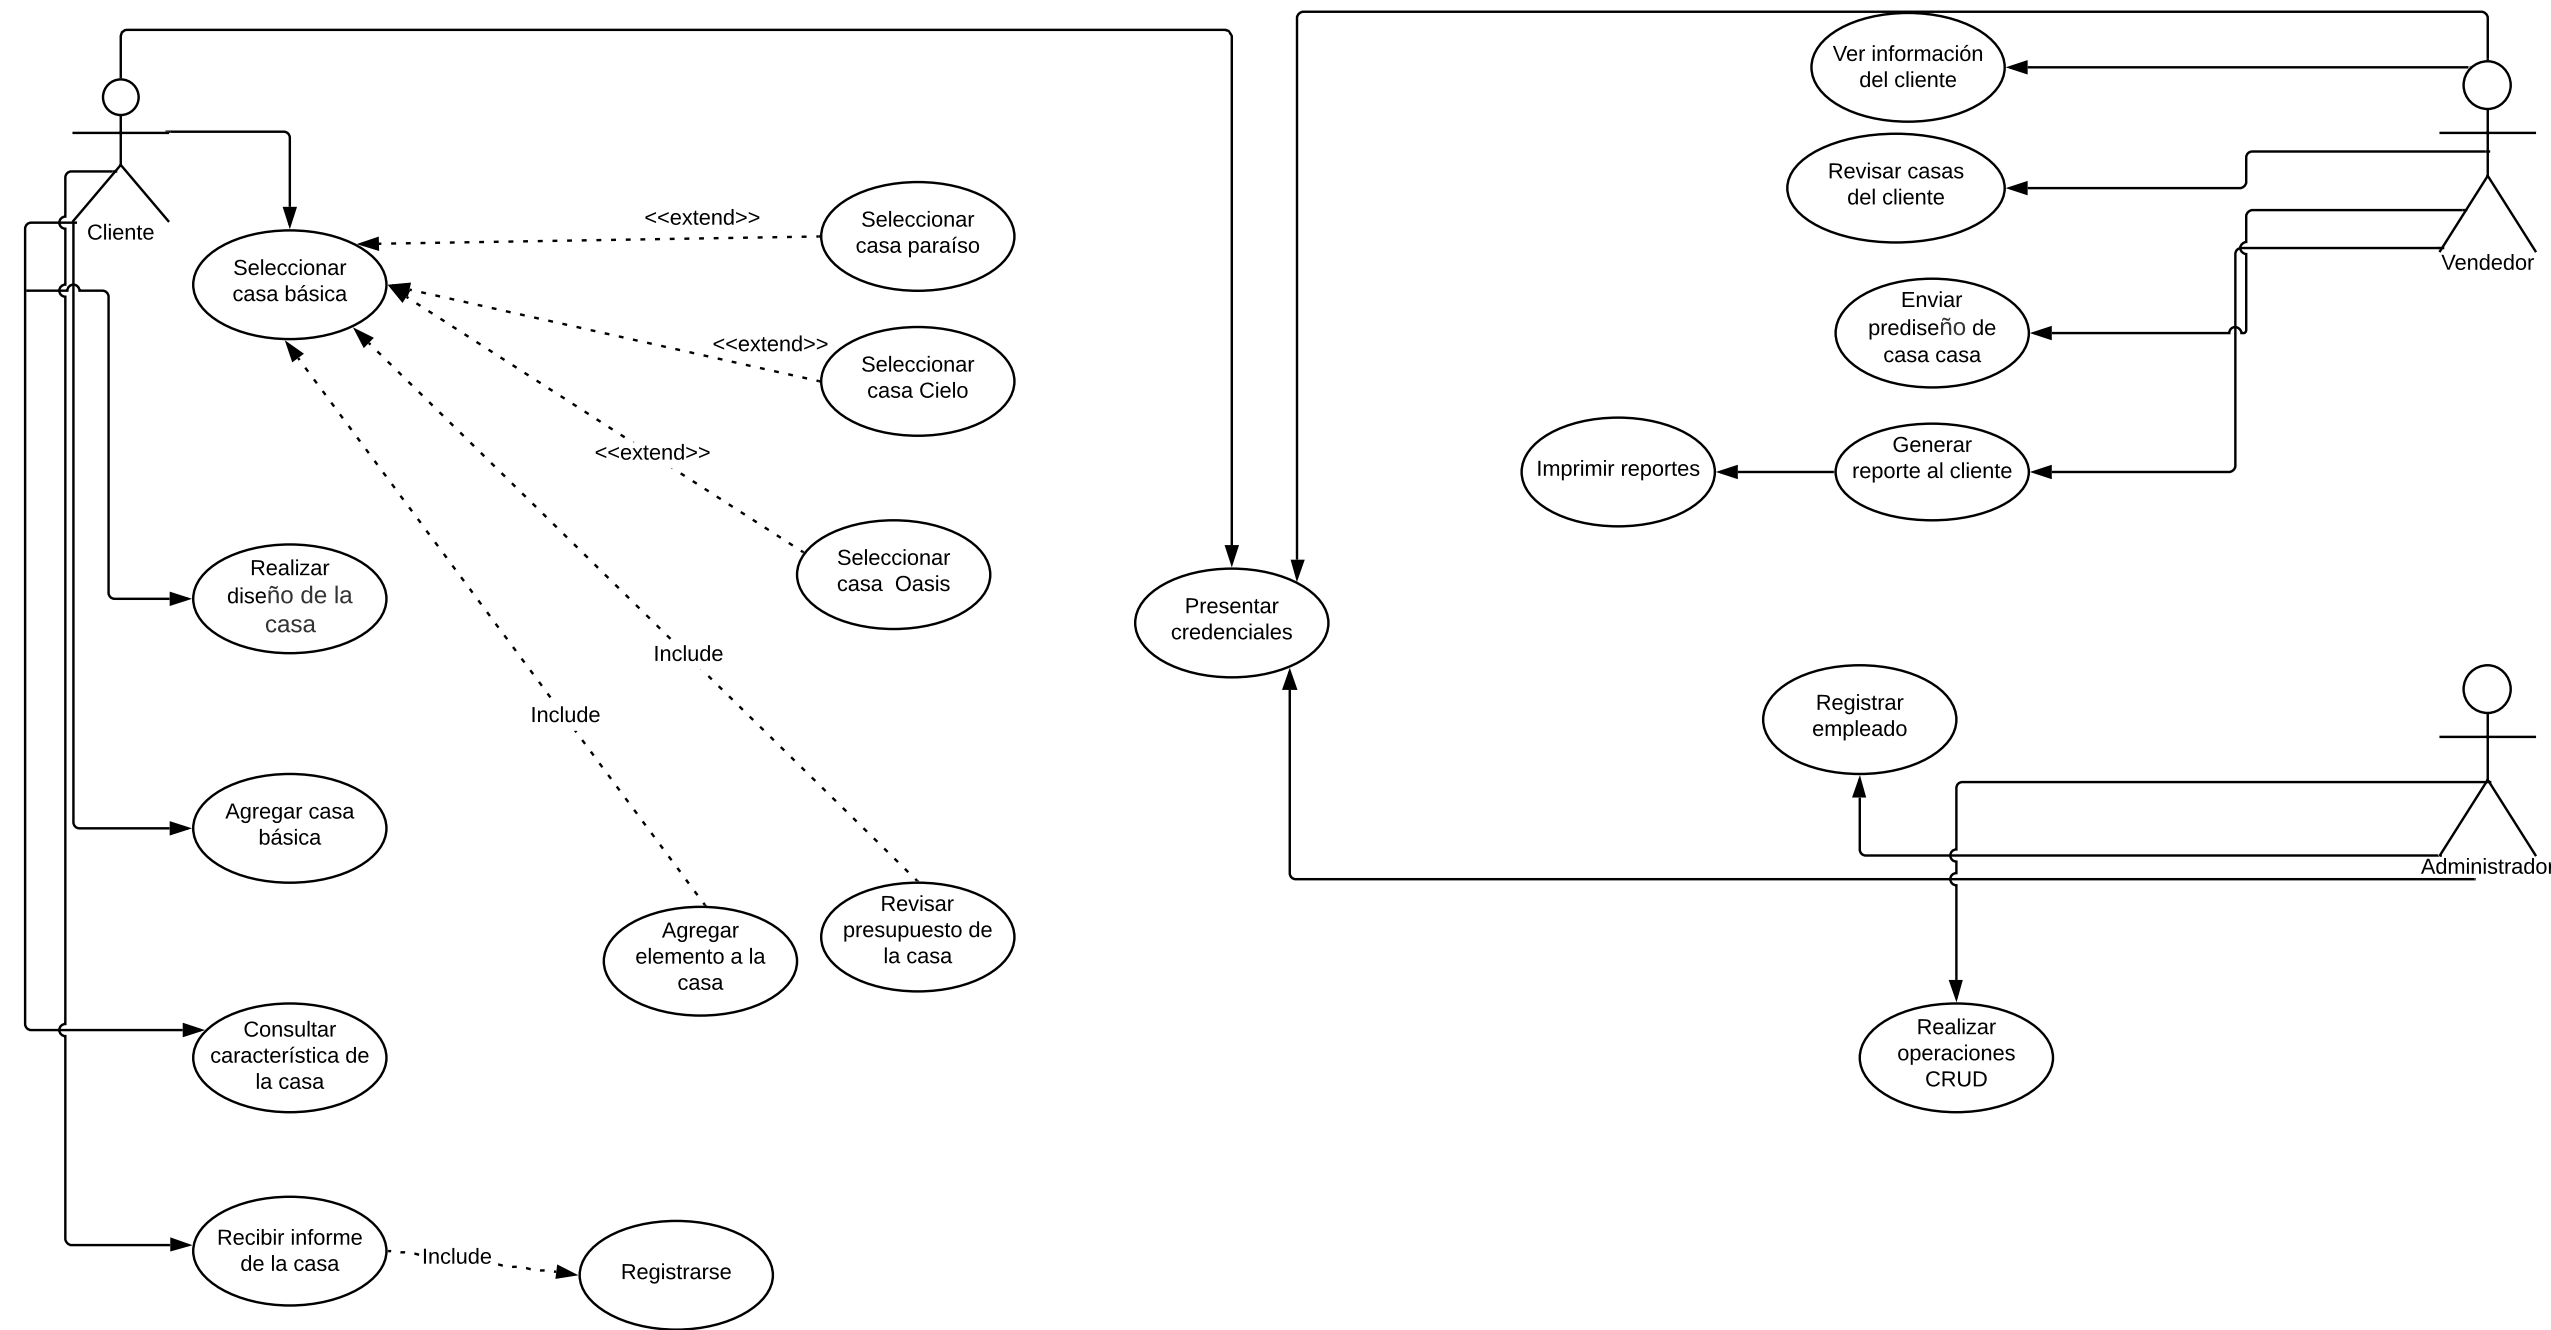 Cliente
Seleccionar
casa básica
<<extend>>
Seleccionar
casa paraíso
<<extend>>
Seleccionar
casa Cielo
<<extend>>
Seleccionar
casa  Oasis
Realizar
diseño de la
casa
Include
Include
Agregar casa
básica
Agregar
elemento a la
casa
Revisar
presupuesto de
la casa
Consultar
característica de
la casa
Recibir informe
de la casa
Include
Registrarse
Presentar
credenciales
Ver información
del cliente
Revisar casas
del cliente
Vendedor
Enviar
prediseño de
casa casa
Generar
reporte al cliente
Imprimir reportes
Registrar
empleado
Administrador
Realizar
operaciones
CRUD